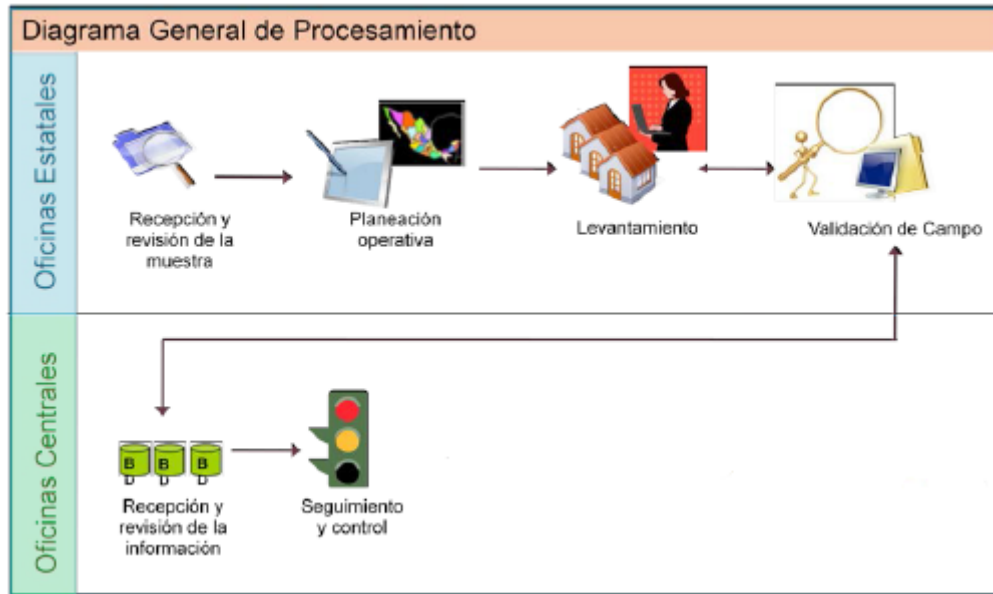 Diagrama General de Procesamiento
Oficinas Estatales
Recepción y
revisión de la
muestra
Planeación
operativa
Levantamiento
Validación de Campo
Oficinas Centrales
B
D
B
D
B
D
Recepción y
revisión de la
información
Seguimiento
y control